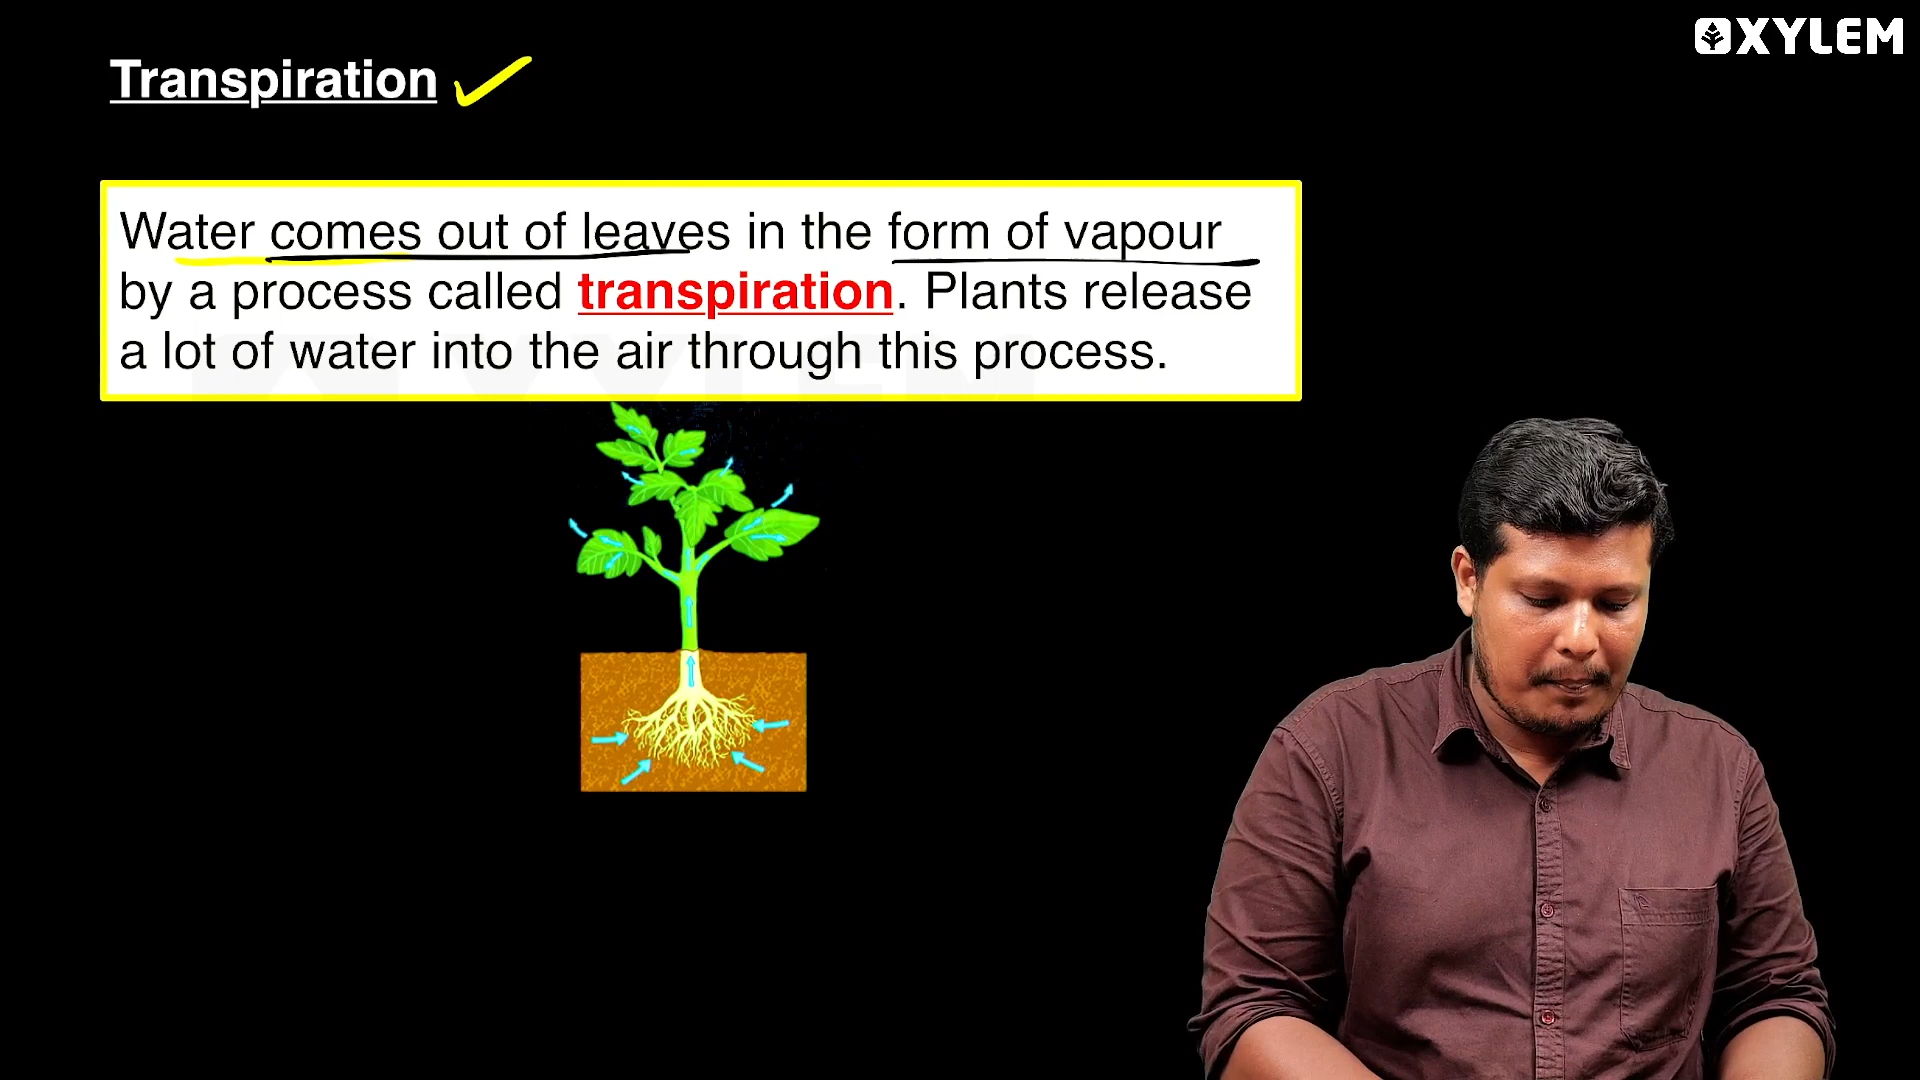 XYLEM
Transpiration
Water comes out of leaves in the form of vapour
by a process called transpiration. Plants release
a lot of water into the air through this process.